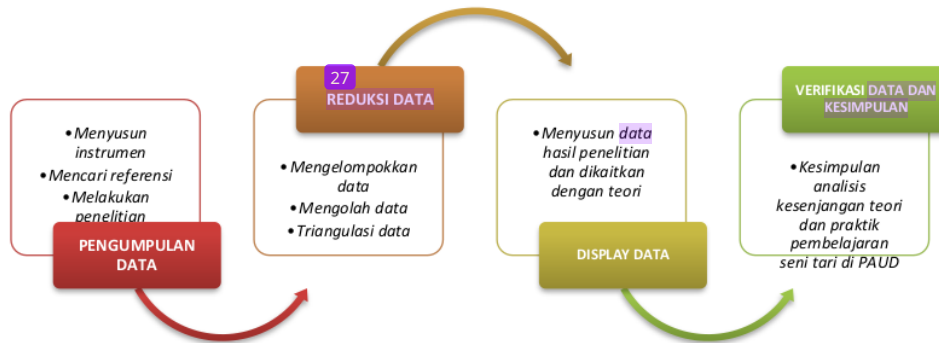 • Menyusun
instrumen
• Mencari referensi
• Melakukan
penelitian
PENGUMPULAN
DATA
27
REDUKSI DATA
• Mengelompokkan
data
• Mengolah data
• Triangulasi data
• Menyusun data
hasil penelitian
dan dikaitkan
dengan teori
DISPLAY DATA
VERIFIKASI DATA DAN
KESIMPULAN
• Kesimpulan
analisis
kesenjangan teori
dan praktik
pembelajaran
seni tari di PAUD